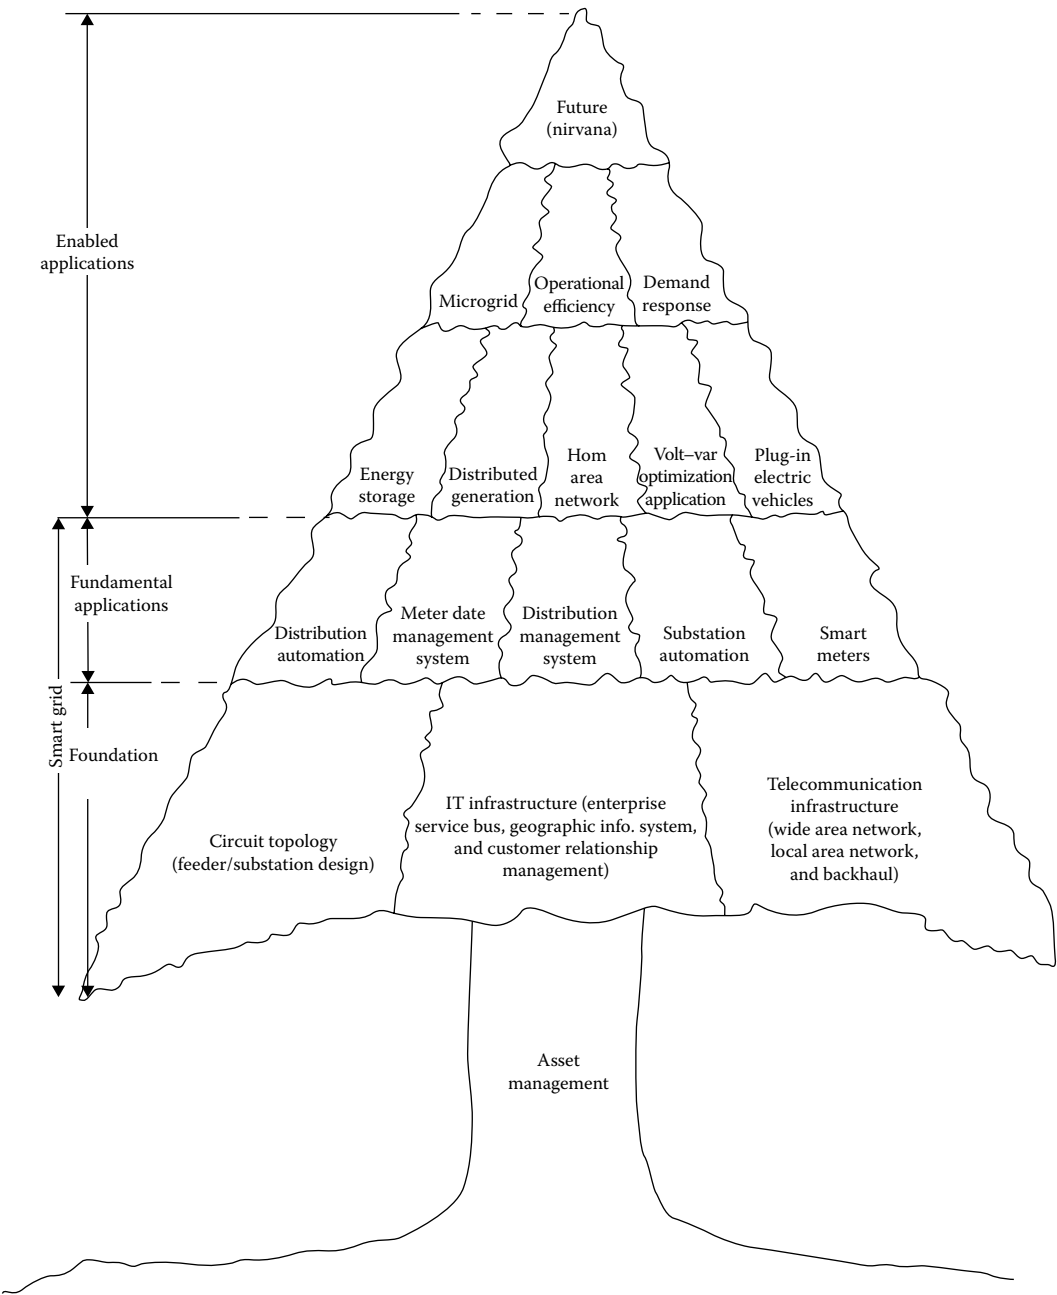 Future
(nirvana)
Enabled
applications
Microgrid
Operational
efficiency
Demand
response
Energy
storage
Distributed
generation
Hom
area
network
Volt–var
optimization
application
Plug-in
electric
vehicles
Fundamental
applications
Distribution
automation
Meter date
management
system
Distribution
management
system
Substation
automation
Smart
meters
Smart grid
Foundation
Circuit topology
(feeder/substation design)
IT infrastructure (enterprise
service bus, geographic info. system,
and customer relationship
management)
Telecommunication
infrastructure
(wide area network,
local area network,
and backhaul)
Asset
management